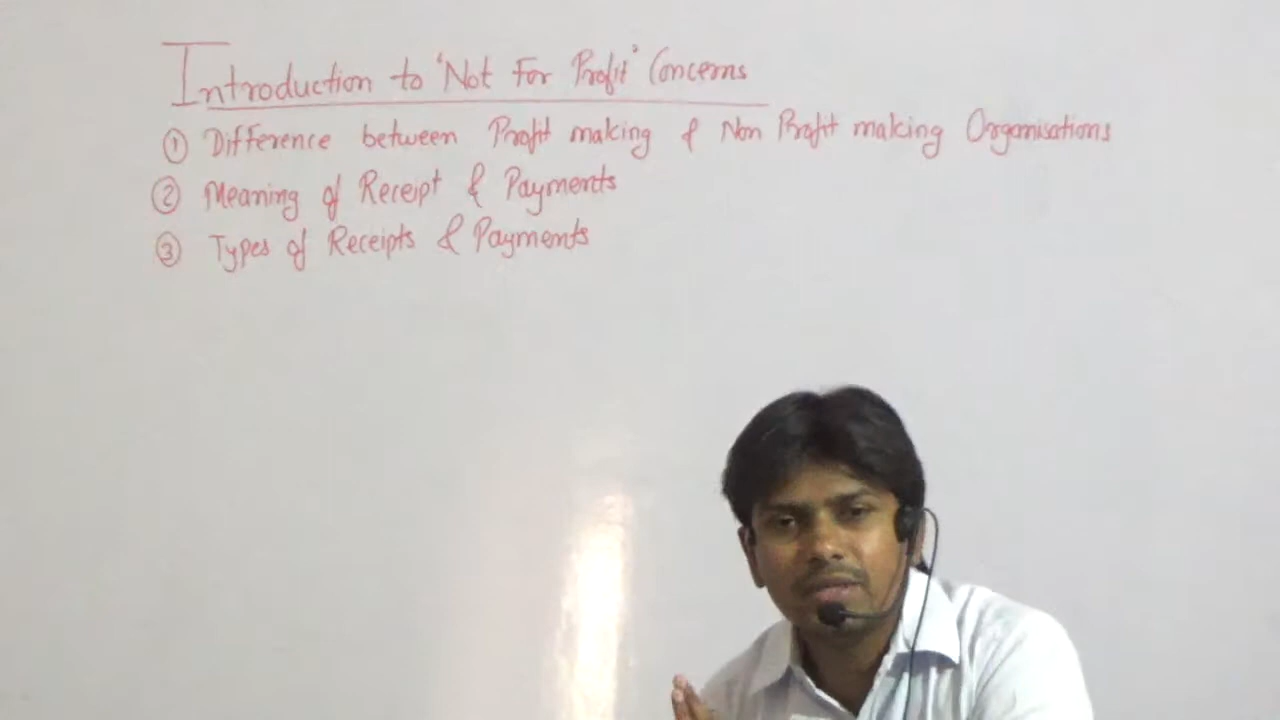 Introduction to 'Not For Profit' Concerns
① Difference between Profit making & Non Profit making Organisations
② Meaning of Receipt & Payments
③ Types of Receipts & Payments